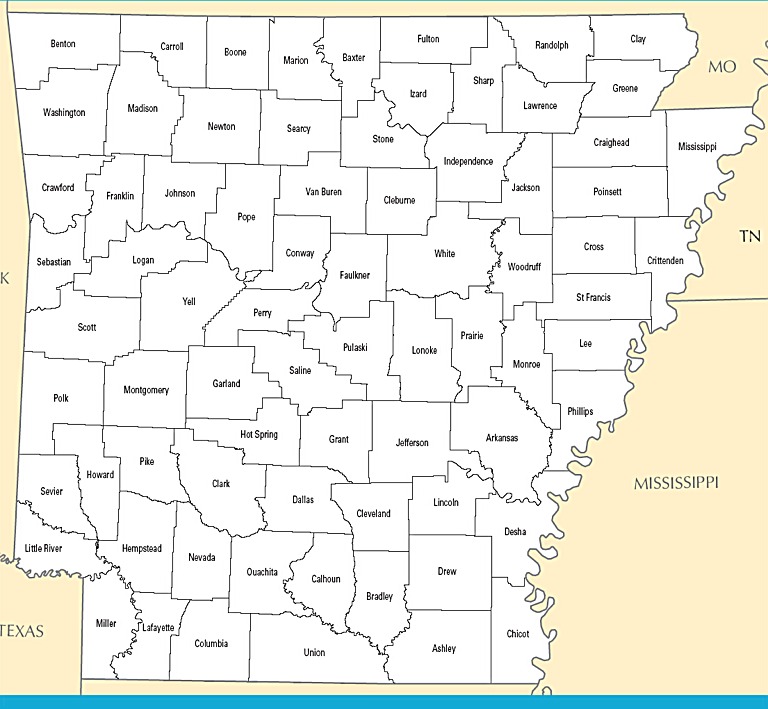 Benton
Carroll
Boone
Marion
Baxter
Fulton
Randolph
Clay
MO
Izard
Sharp
Lawrence
Greene
Washington
Madison
Newton
Searcy
Stone
Independence
Craighead
Mississippi
Crawford
Franklin
Johnson
Pope
Van Buren
Cleburne
Jackson
Poinsett
TN
Sebastian
Logan
Conway
Faulkner
White
Woodruff
Cross
Crittenden
K
Scott
Yell
Perry
Pulaski
Lonoke
Prairie
Monroe
St Francis
Lee
Polk
Montgomery
Garland
Saline
Hot Spring
Grant
Jefferson
Arkansas
Phillips
MISSISSIPPI
Sevier
Howard
Pike
Clark
Dallas
Cleveland
Lincoln
Desha
Little River
Hempstead
Nevada
Ouachita
Calhoun
Bradley
Drew
TEXAS
Miller
Lafayette
Columbia
Union
Ashley
Chicot